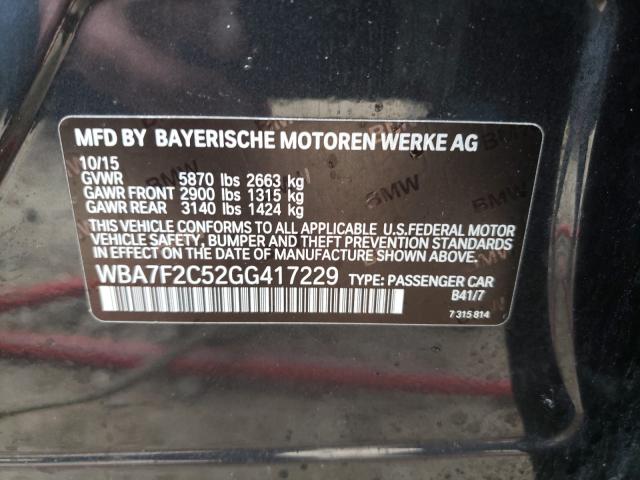 MFD BY BAYERISCHE MOTOREN WERKE AG
10/15
GVWR 5870 lbs 2663 kg
GAWR FRONT 2900 lbs 1315 kg
GAWR REAR 3140 lbs 1424 kg
THIS VEHICLE CONFORMS TO ALL APPLICABLE U.S.FEDERAL MOTOR
VEHICLE SAFETY, BUMPER AND THEFT PREVENTION STANDARDS IN
EFFECT ON THE DATE OF MANUFACTURE SHOWN ABOVE.
WBA7F2C52GG417229 TYPE: PASSENGER CAR
B41/7
7 315 814
BMW
BMW
BMW